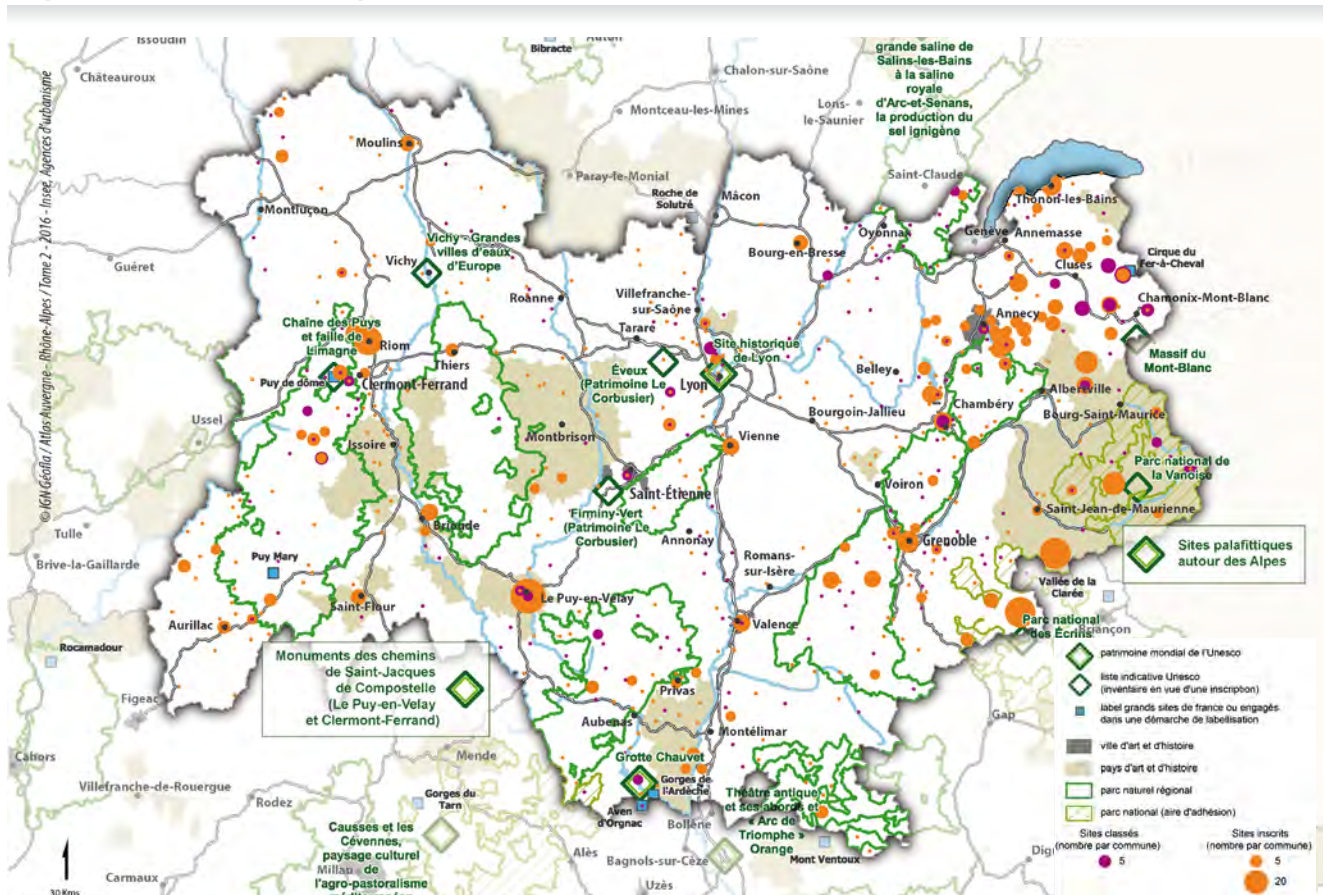 Issoudun
Bibracte
Autun
grande saline de
Salins-les-Bains
à la saline
royale
d'Arc-et-Senans,
la production du
sel ignigène
Châteauroux
Chalon-sur-Saône
Montceau-les-Mines
Lons-
le-Saunier
© IGN Géofla / Atlas Auvergne - Rhône-Alpes / Tome 2 - 2016 - Insee, Agences d'urbanisme
Moulins
Paray-le-Monial
Saint-Claude
Roche de
Solutré
Mâcon
Thonon-les-Bains
Montluçon
Oyonnax
Genève
Annemasse
Vichy - Grandes
villes d'eaux
d'Europe
Bourg-en-Bresse
Guéret
Vichy
Cluses
Cirque du
Fer-à-Cheval
Roanne
Villefranche-
sur-Saône
Chamonix-Mont-Blanc
Chaîne des Puys
et faille de
Limagne
Tarare
Annecy
Riom
Site historique
de Lyon
Massif du
Mont-Blanc
Thiers
Puy de dôme
Clermont-Ferrand
Éveux
(Patrimoine Le
Corbusier)
Lyon
Belley
Albertville
Ussel
Bourgoin-Jallieu
Chambéry
Bourg-Saint-Maurice
Montbrison
Issoire
Vienne
Parc national de
la Vanoise
Voiron
Saint-Étienne
Saint-Jean-de-Maurienne
Firminy-Vert
(Patrimoine Le
Corbusier)
Brioude
Annonay
Grenoble
Tulle
Puy Mary
Romans-
sur-Isère
Sites palafittiques
autour des Alpes
Brive-la-Gaillarde
Vallée de la
Clarée
Saint-Flour
Le Puy-en-Velay
Aurillac
Valence
Parc national
des Écrins
Briançon
Rocamadour
Monuments des chemins
de Saint-Jacques
de Compostelle
(Le Puy-en-Velay
et Clermont-Ferrand)
Figeac
Privas
Aubenas
Gap
Montélimar
Cahors
Mende
Grotte Chauvet
Villefranche-de-Rouergue
Rodez
Gorges du
Tarn
Gorges de
l'Ardèche
Aven
d'Orgnac
Bollène
Théâtre antique
et ses abords et
« Arc de
Triomphe »
Orange
Causses et les
Cévennes,
paysage culturel
de
l'agro-pastoralisme
méditerranéen
Millau
Alès
Bagnols-sur-Cèze
Mont Ventoux
Carmaux
Uzès
30 Kms
patrimoine mondial de l'Unesco
liste indicative Unesco
(inventaire en vue d'une inscription)
label grands sites de france ou engagés
dans une démarche de labellisation
ville d'art et d'histoire
pays d'art et d'histoire
parc naturel régional
parc national (aire d'adhésion)
Sites classés
(nombre par commune)
5
Sites inscrits
(nombre par commune)
5
20